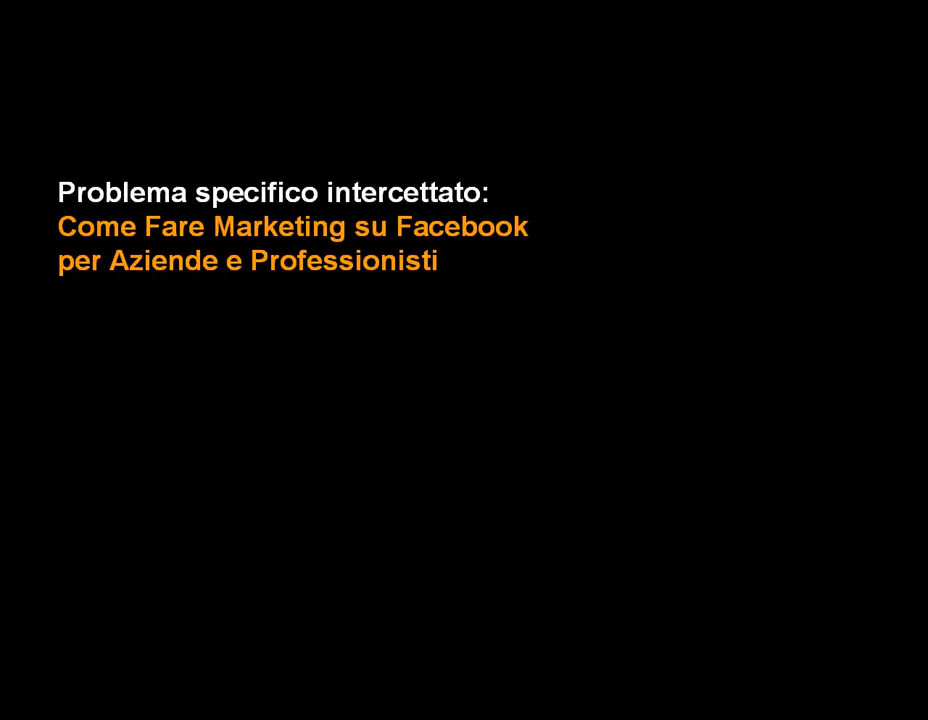 Problema specifico intercettato:
Come Fare Marketing su Facebook
per Aziende e Professionisti